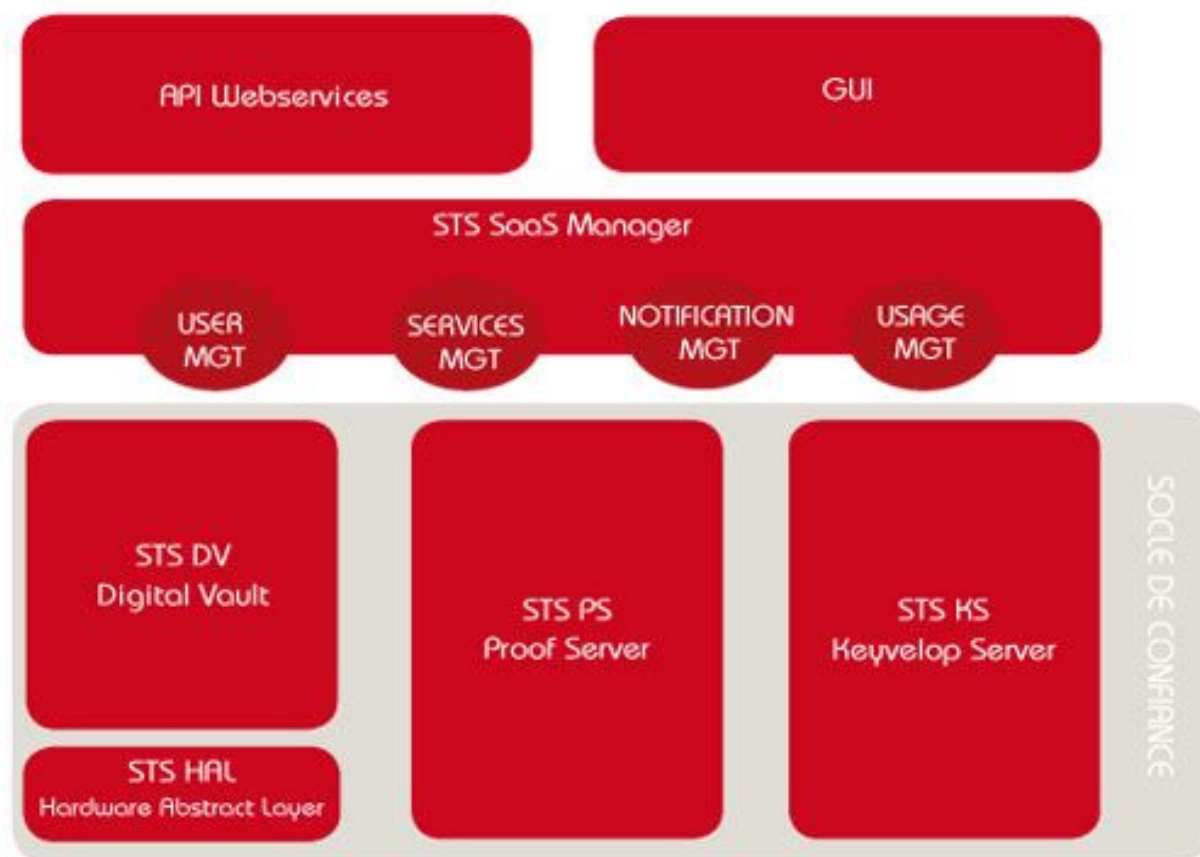 API Webservices
GUI
STS SaaS Manager
USER
MGT
SERVICES
MGT
NOTIFICATION
MGT
USAGE
MGT
STS DV
Digital Vault
STS PS
Proof Server
STS KS
Keyvelop Server
STS HAL
Hardware Abstract Layer
SOCLE DE CONFIANCE